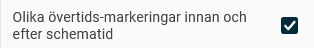 Olika övertids-markeringar innan och
efter schematid